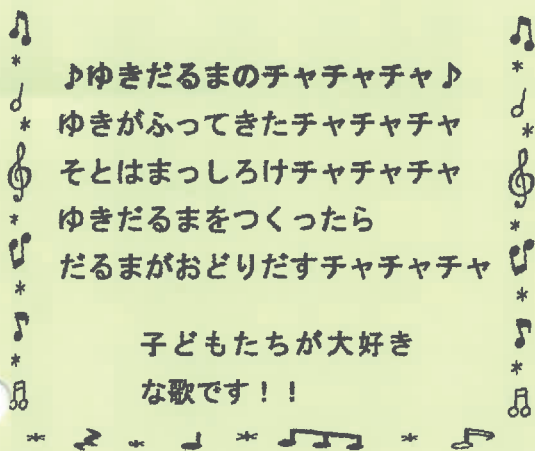 ♪ゆきだるまのチャチャチャ♪
ゆきがふってきたチャチャチャ
そとはまっしろけチャチャチャ
ゆきだるまをつくったら
だるまがおどりだすチャチャチャ
子どもたちが大好き
な歌です！！